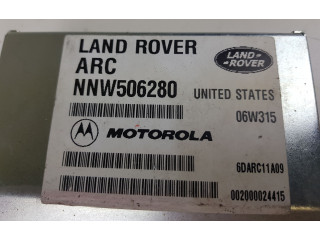 LAND ROVER
LAND-
ROVER
ARC
NNW506280
UNITED STATES
06W315
MOTOROLA
6DARC11A09
002000024415